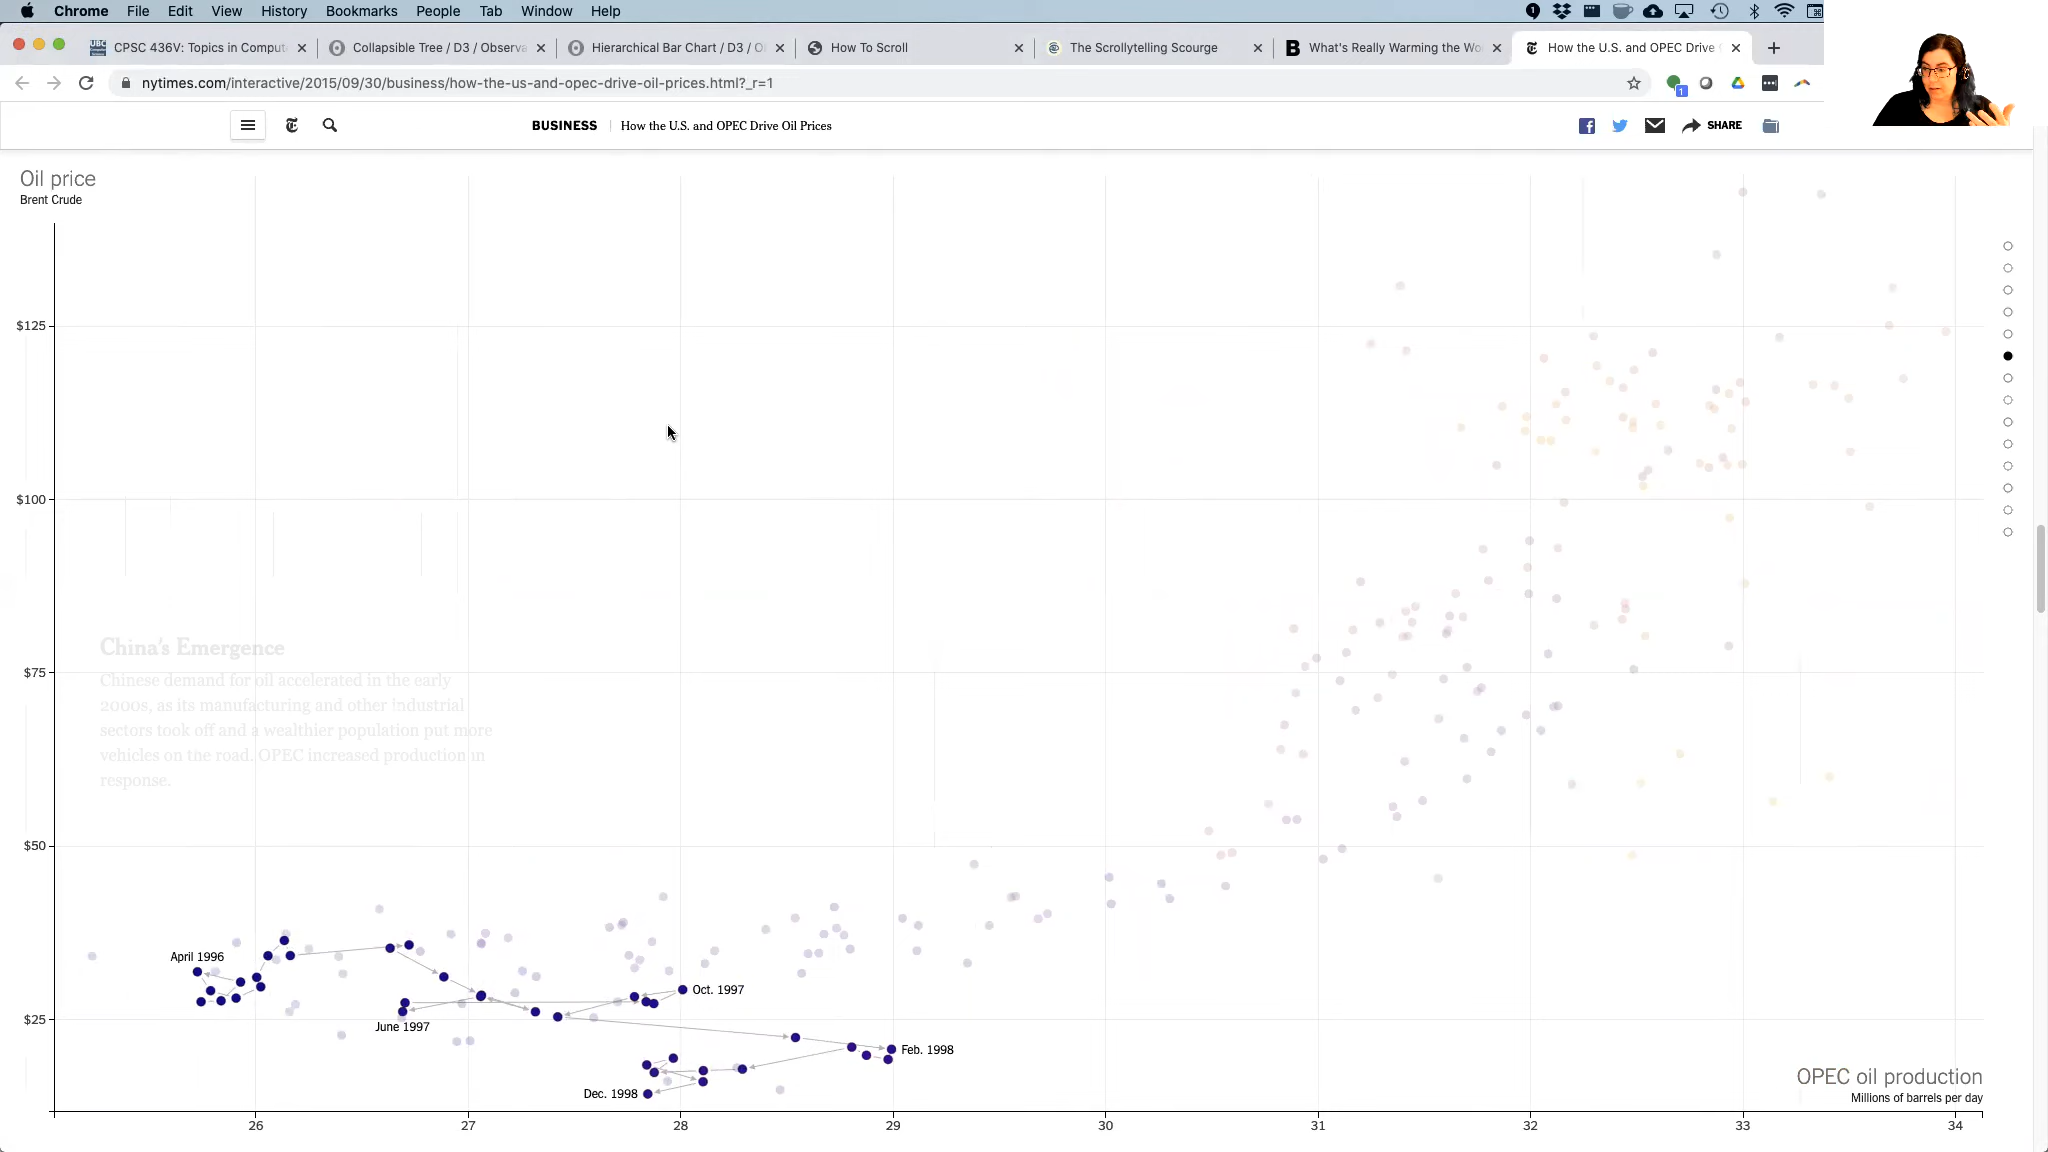 Chrome File Edit View History Bookmarks People Tab Window Help
CPSC 436V: Topics in Comput
Collapsible Tree / D3 / Observa
Hierarchical Bar Chart / D3 / O
How To Scroll
The Scrollytelling Scourge
What's Really Warming the Wo
How the U.S. and OPEC Drive
nytimes.com/interactive/2015/09/30/business/how-the-us-and-opec-drive-oil-prices.html?_r=1
1
BUSINESS How the U.S. and OPEC Drive Oil Prices
SHARE
Oil price
Brent Crude
$125
$100
China's Emergence
Chinese demand for oil accelerated in the early
2000s, as its manufacturing and other industrial
sectors took off and a wealthier population put more
vehicles on the road. OPEC increased production in
response.
$75
$50
$25
April 1996
Oct. 1997
June 1997
Feb. 1998
Dec. 1998
OPEC oil production
Millions of barrels per day
26 27 28 29 30 31 32 33 34